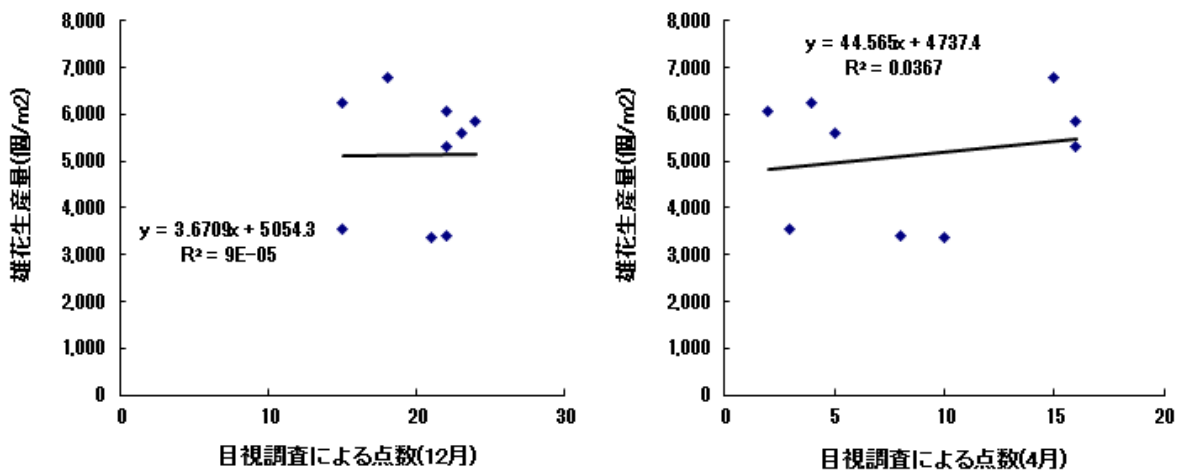 8,000
7,000
6,000
5,000
4,000
3,000
2,000
1,000
0
雄花生産量(個/m2)
y = 3.6709x + 5054.3
R² = 9E-05
0 10 20 30
目視調査による点数(12月)
8,000
7,000
6,000
5,000
4,000
3,000
2,000
1,000
0
雄花生産量(個/m2)
y = 44.565x + 4737.4
R² = 0.0367
0 5 10 15 20
目視調査による点数(4月)